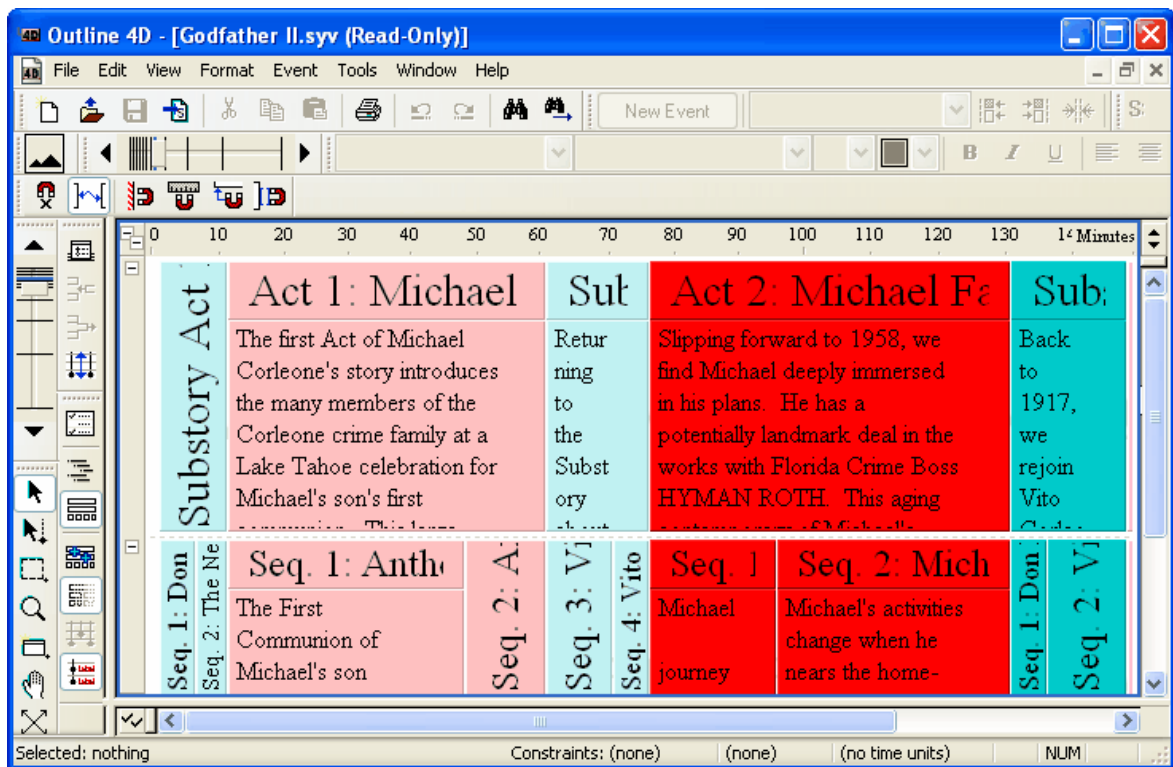 Outline 4D - [Godfather II.syv (Read-Only)]
File Edit View Format Event Tools Window Help
New Event
B I U
0 10 20 30 40 50 60 70 80 90 100 110 120 130 Minutes
Substory Act
Act 1: Michael
The first Act of Michael
Corleone's story introduces
the many members of the
Corleone crime family at a
Lake Tahoe celebration for
Michael's son's first
Sub
Retur
ning
to
the
Subst
ory
about
Act 2: Michael Fa
Slipping forward to 1958, we
find Michael deeply immersed
in his plans. He has a
potentially landmark deal in the
works with Florida Crime Boss
HYMAN ROTH. This aging
Subs
Back
to
1917,
we
rejoin
Vito
Seq. 1: Don
Seq. 2: The Ne
Seq. 1: Antho
The First
Communion of
Michael's son
Seq. 2: A
Seq. 3: Vi
Seq. 4: Vito
Seq. 1
Michael
journey
Seq. 2: Mich
Michael's activities
change when he
nears the home-
Seq. 1: Don
Seq. 2: V
Selected: nothing
Constraints: (none) (none) (no time units) NUM